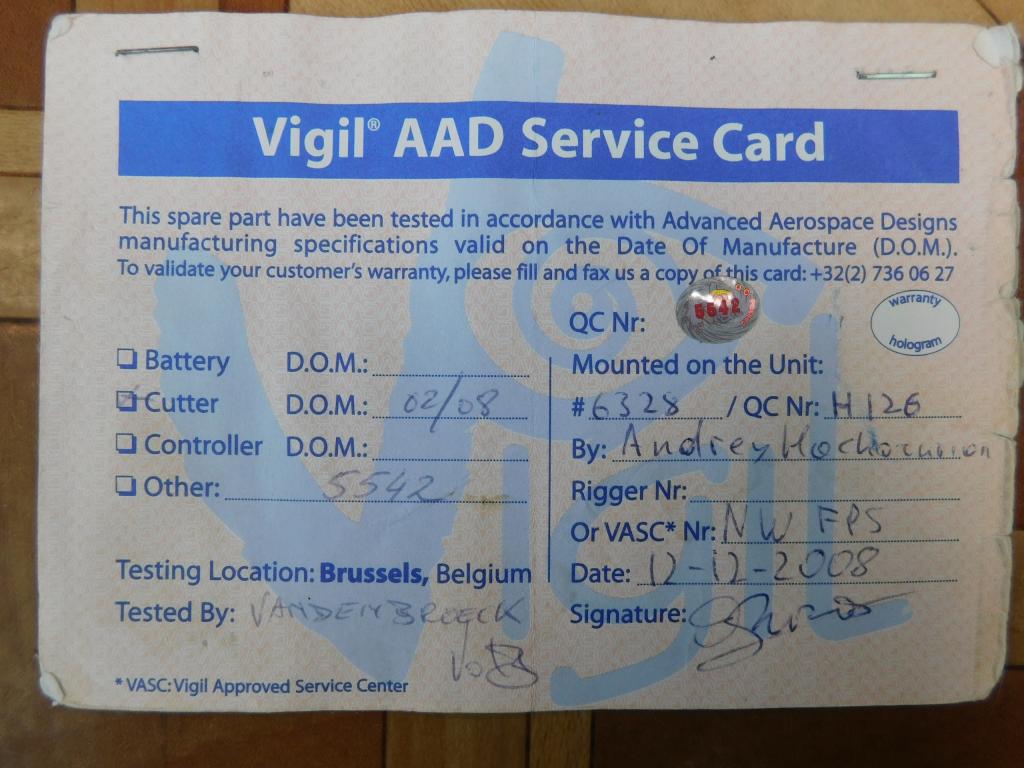 Vigil® AAD Service Card
This spare part have been tested in accordance with Advanced Aerospace Designs
manufacturing specifications valid on the Date Of Manufacture (D.O.M.).
To validate your customer's warranty, please fill and fax us a copy of this card: +32(2) 736 06 27
QC Nr: 5542
warranty
hologram
Battery D.O.M.:
Cutter D.O.M.: 02/08
Controller D.O.M.:
Other: 5542
Testing Location: Brussels, Belgium
Tested By: VANDENBROECK
* VASC: Vigil Approved Service Center
Mounted on the Unit:
# 6328 / QC Nr: H126
By: Andrey
Rigger Nr:
Or VASC* Nr: NW FPS
Date: 12-12-2008
Signature:
Vigil